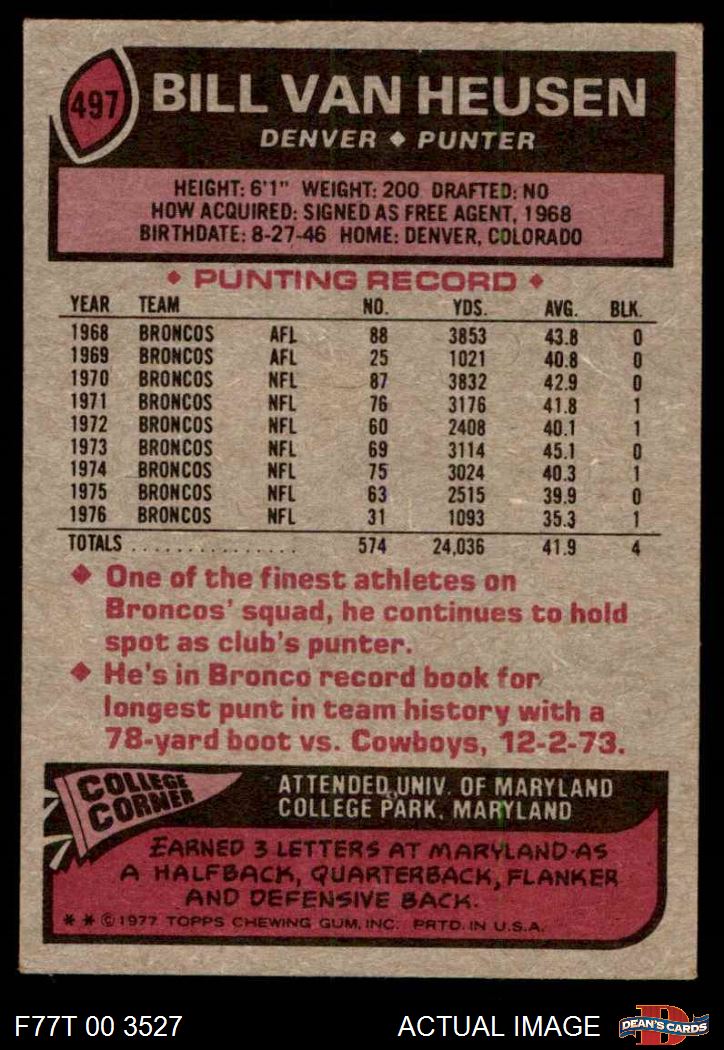 497
BILL VAN HEUSEN
DENVER ◆ PUNTER
HEIGHT: 6'1" WEIGHT: 200 DRAFTED: NO
HOW ACQUIRED: SIGNED AS FREE AGENT, 1968
BIRTHDATE: 8-27-46 HOME: DENVER, COLORADO
◆ PUNTING RECORD ◆
YEAR TEAM NO. YDS. AVG. BLK.
1968 BRONCOS AFL 88 3853 43.8 0
1969 BRONCOS AFL 25 1021 40.8 0
1970 BRONCOS NFL 87 3832 42.9 0
1971 BRONCOS NFL 76 3176 41.8 1
1972 BRONCOS NFL 60 2408 40.1 1
1973 BRONCOS NFL 69 3114 45.1 0
1974 BRONCOS NFL 75 3024 40.3 1
1975 BRONCOS NFL 63 2515 39.9 0
1976 BRONCOS NFL 31 1093 35.3 1
TOTALS ................ 574 24,036 41.9 4
◆ One of the finest athletes on
Broncos' squad, he continues to hold
spot as club's punter.
◆ He's in Bronco record book for
longest punt in team history with a
78-yard boot vs. Cowboys, 12-2-73.
COLLEGE
CORNER
ATTENDED UNIV. OF MARYLAND
COLLEGE PARK, MARYLAND
EARNED 3 LETTERS AT MARYLAND AS
A HALFBACK, QUARTERBACK, FLANKER
AND DEFENSIVE BACK.
* * © 1977 TOPPS CHEWING GUM, INC. PRTD. IN U.S.A.
F77T 00 3527 ACTUAL IMAGE
D
DEAN'S CARDS